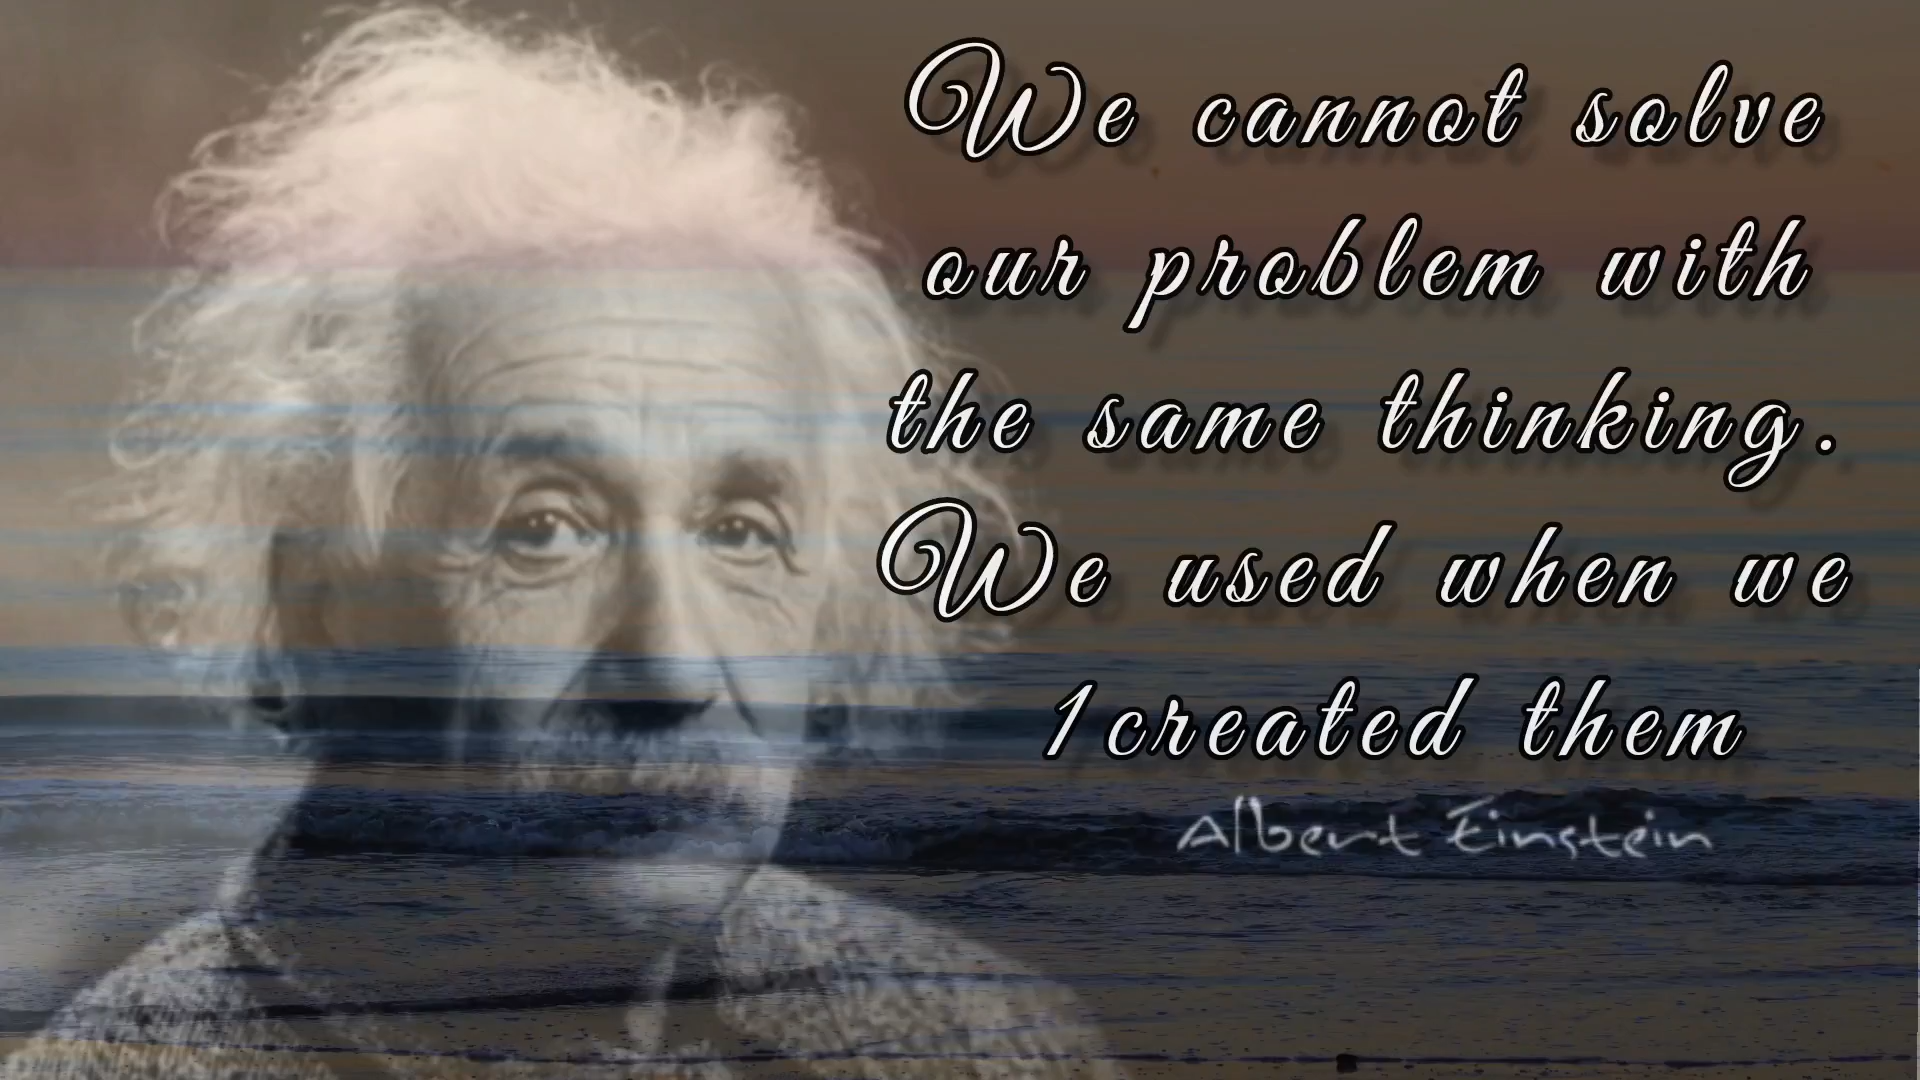 We cannot solve
our problem with
the same thinking.
We used when we
1created them
Albert Einstein